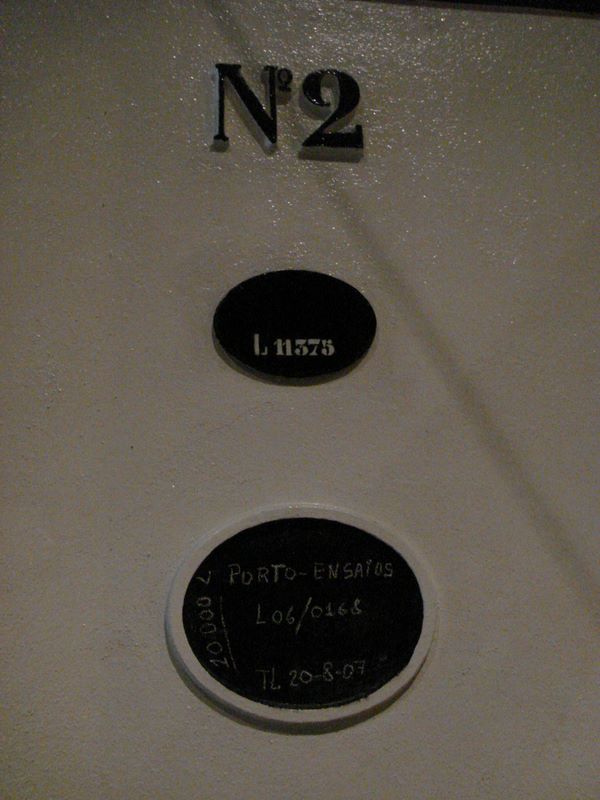 Nº2
L 11375
PORTO-ENSAIOS
L06/0168
20.000 L
TL 20-8-07